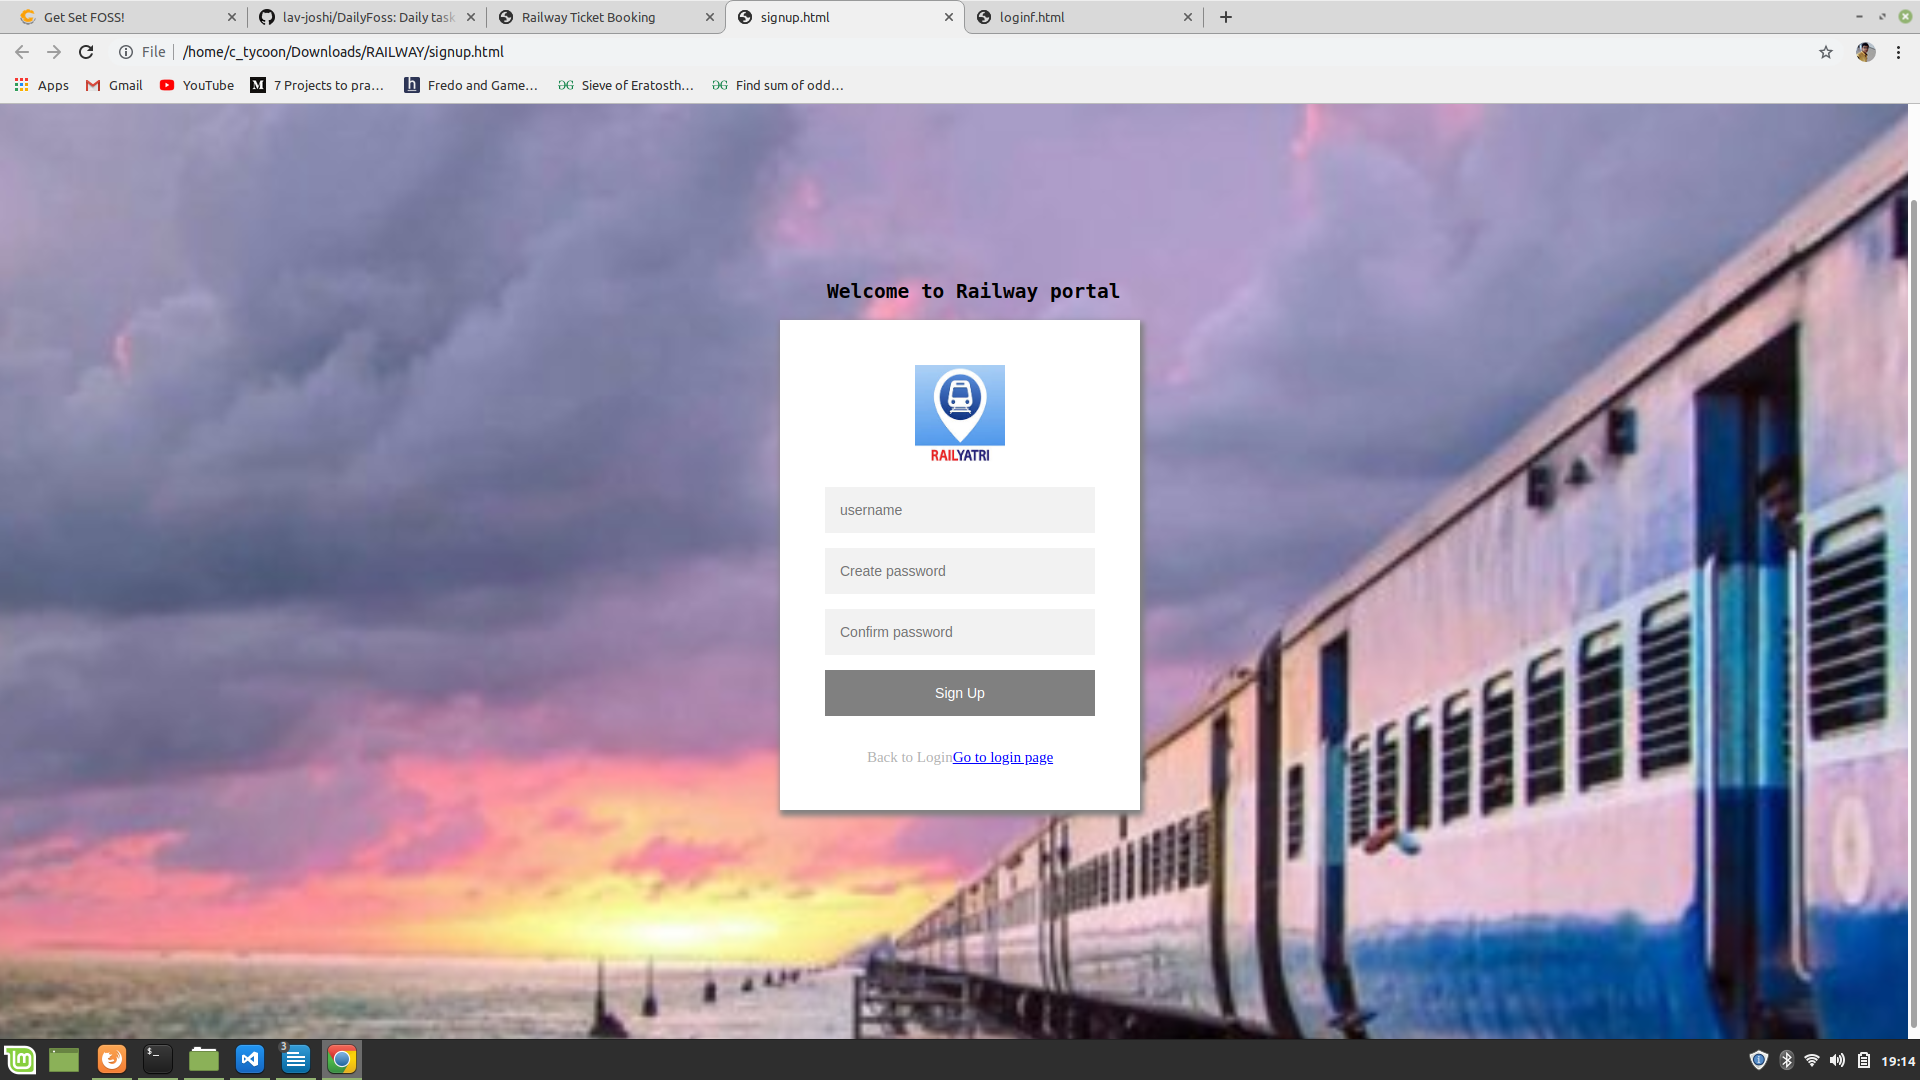 Get Set FOSS!
lav-joshi/DailyFoss: Daily task
Railway Ticket Booking
signup.html
loginf.html
File
/home/c_tycoon/Downloads/RAILWAY/signup.html
Apps
Gmail
YouTube
M
7 Projects to pra…
h
Fredo and Game…
Sieve of Eratosth…
Find sum of odd…
Welcome to Railway portal
RAILYATRI
username
Create password
Confirm password
Sign Up
Back to LoginGo to login page
3
19:14